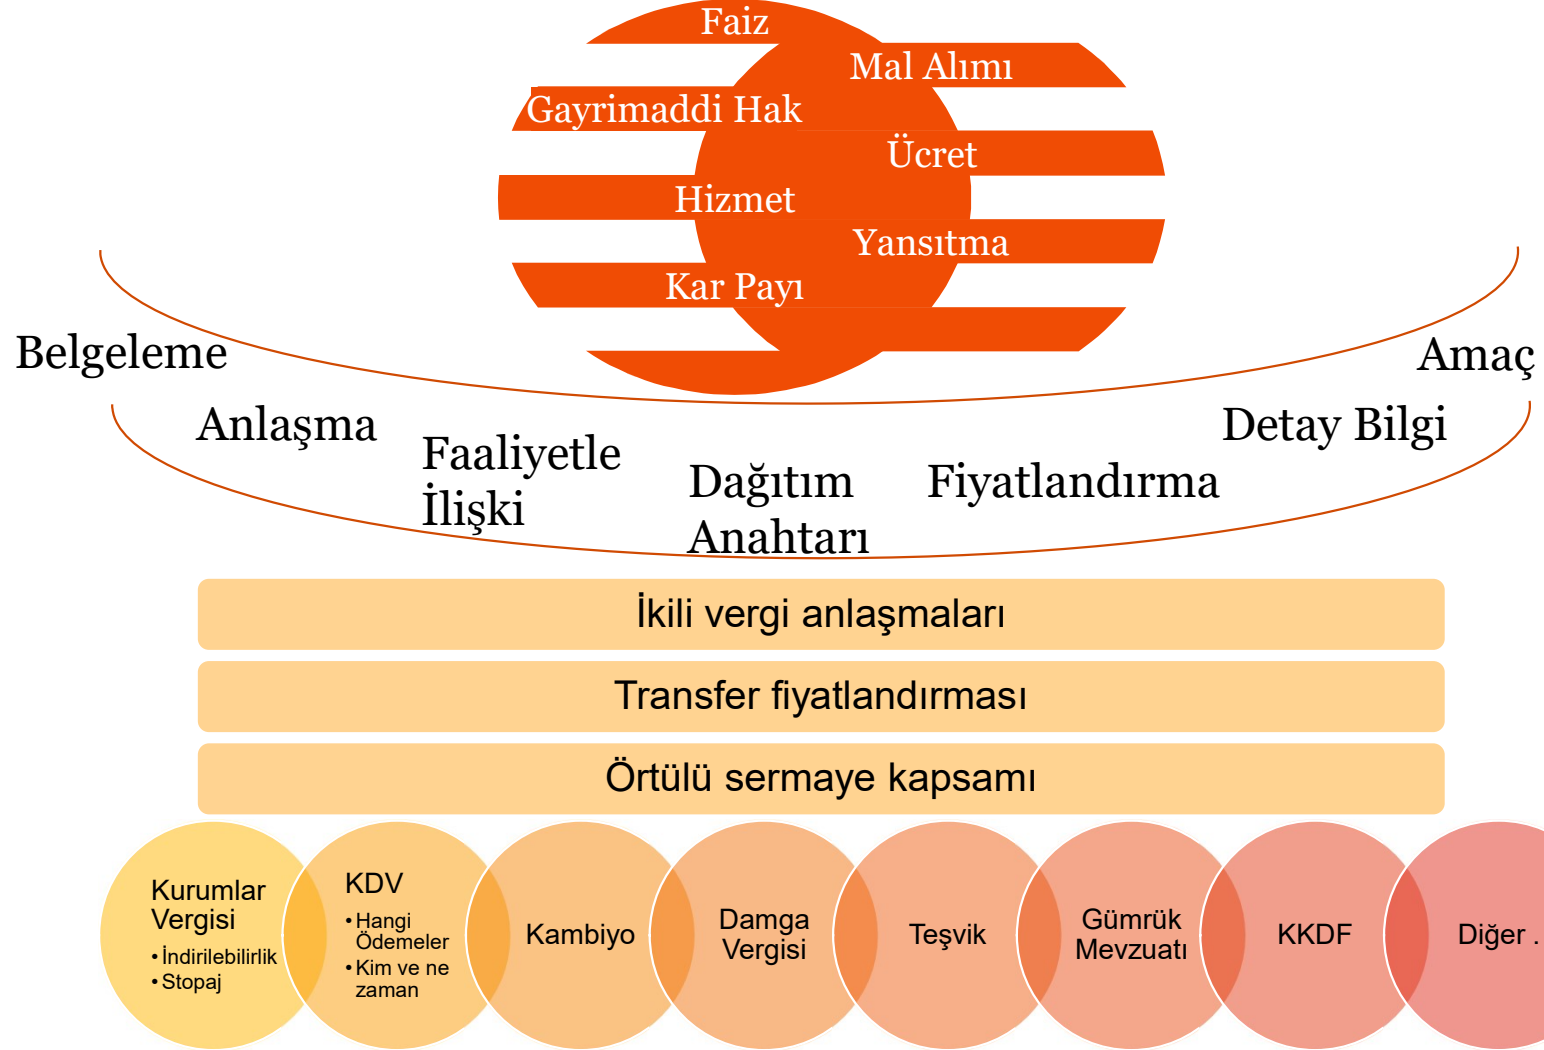 Faiz
Mal Alımı
Gayrimaddi Hak
Ücret
Hizmet
Yansıtma
Kar Payı
Belgeleme
Anlaşma
Faaliyetle
İlişki
Dağıtım
Anahtarı
Fiyatlandırma
Detay Bilgi
Amaç
İkili vergi anlaşmaları
Transfer fiyatlandırması
Örtülü sermaye kapsamı
Kurumlar
Vergisi
• İndirilebilirlik
• Stopaj
KDV
• Hangi
Ödemeler
• Kim ve ne
zaman
Kambiyo
Damga
Vergisi
Teşvik
Gümrük
Mevzuatı
KKDF
Diğer .